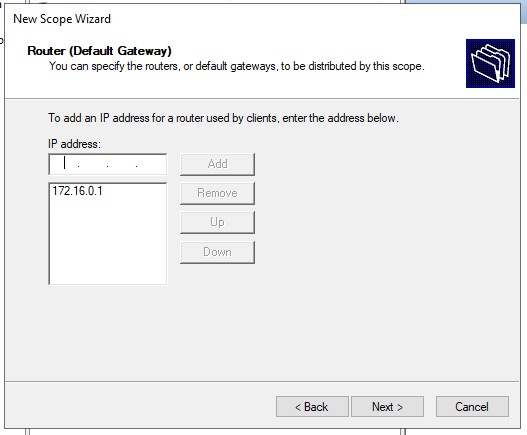 New Scope Wizard
Router (Default Gateway)
You can specify the routers, or default gateways, to be distributed by this scope.
To add an IP address for a router used by clients, enter the address below.
IP address:
. . .
Add
172.16.0.1
Remove
Up
Down
< Back
Next >
Cancel